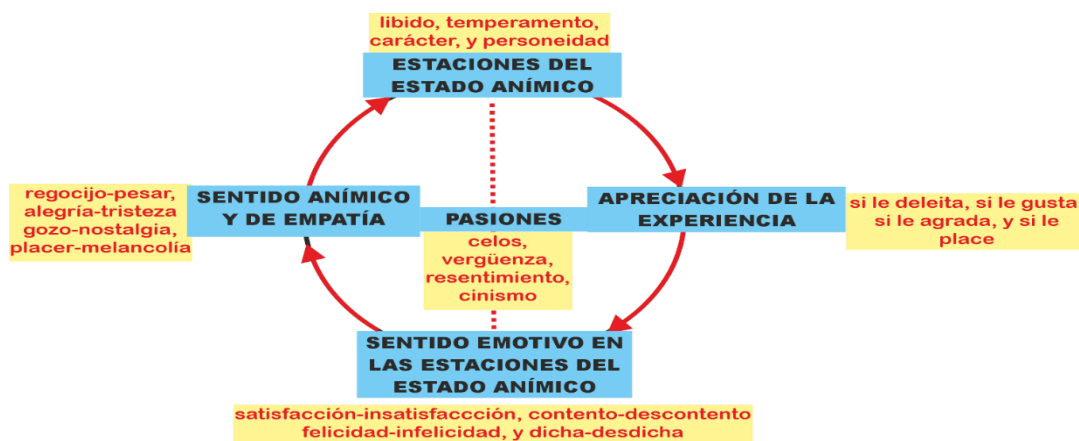 libido, temperamento,
carácter, y personeidad
ESTACIONES DEL
ESTADO ANÍMICO
regocijo-pesar,
alegría-tristeza
gozo-nostalgia,
placer-melancolía
SENTIDO ANÍMICO
Y DE EMPATÍA
PASIONES
celos,
vergüenza,
resentimiento,
cinismo
APRECIACIÓN DE LA
EXPERIENCIA
si le deleita, si le gusta
si le agrada, y si le
place
SENTIDO EMOTIVO EN
LAS ESTACIONES DEL
ESTADO ANÍMICO
satisfacción-insatisfaccción, contento-descontento
felicidad-infelicidad, y dicha-desdicha